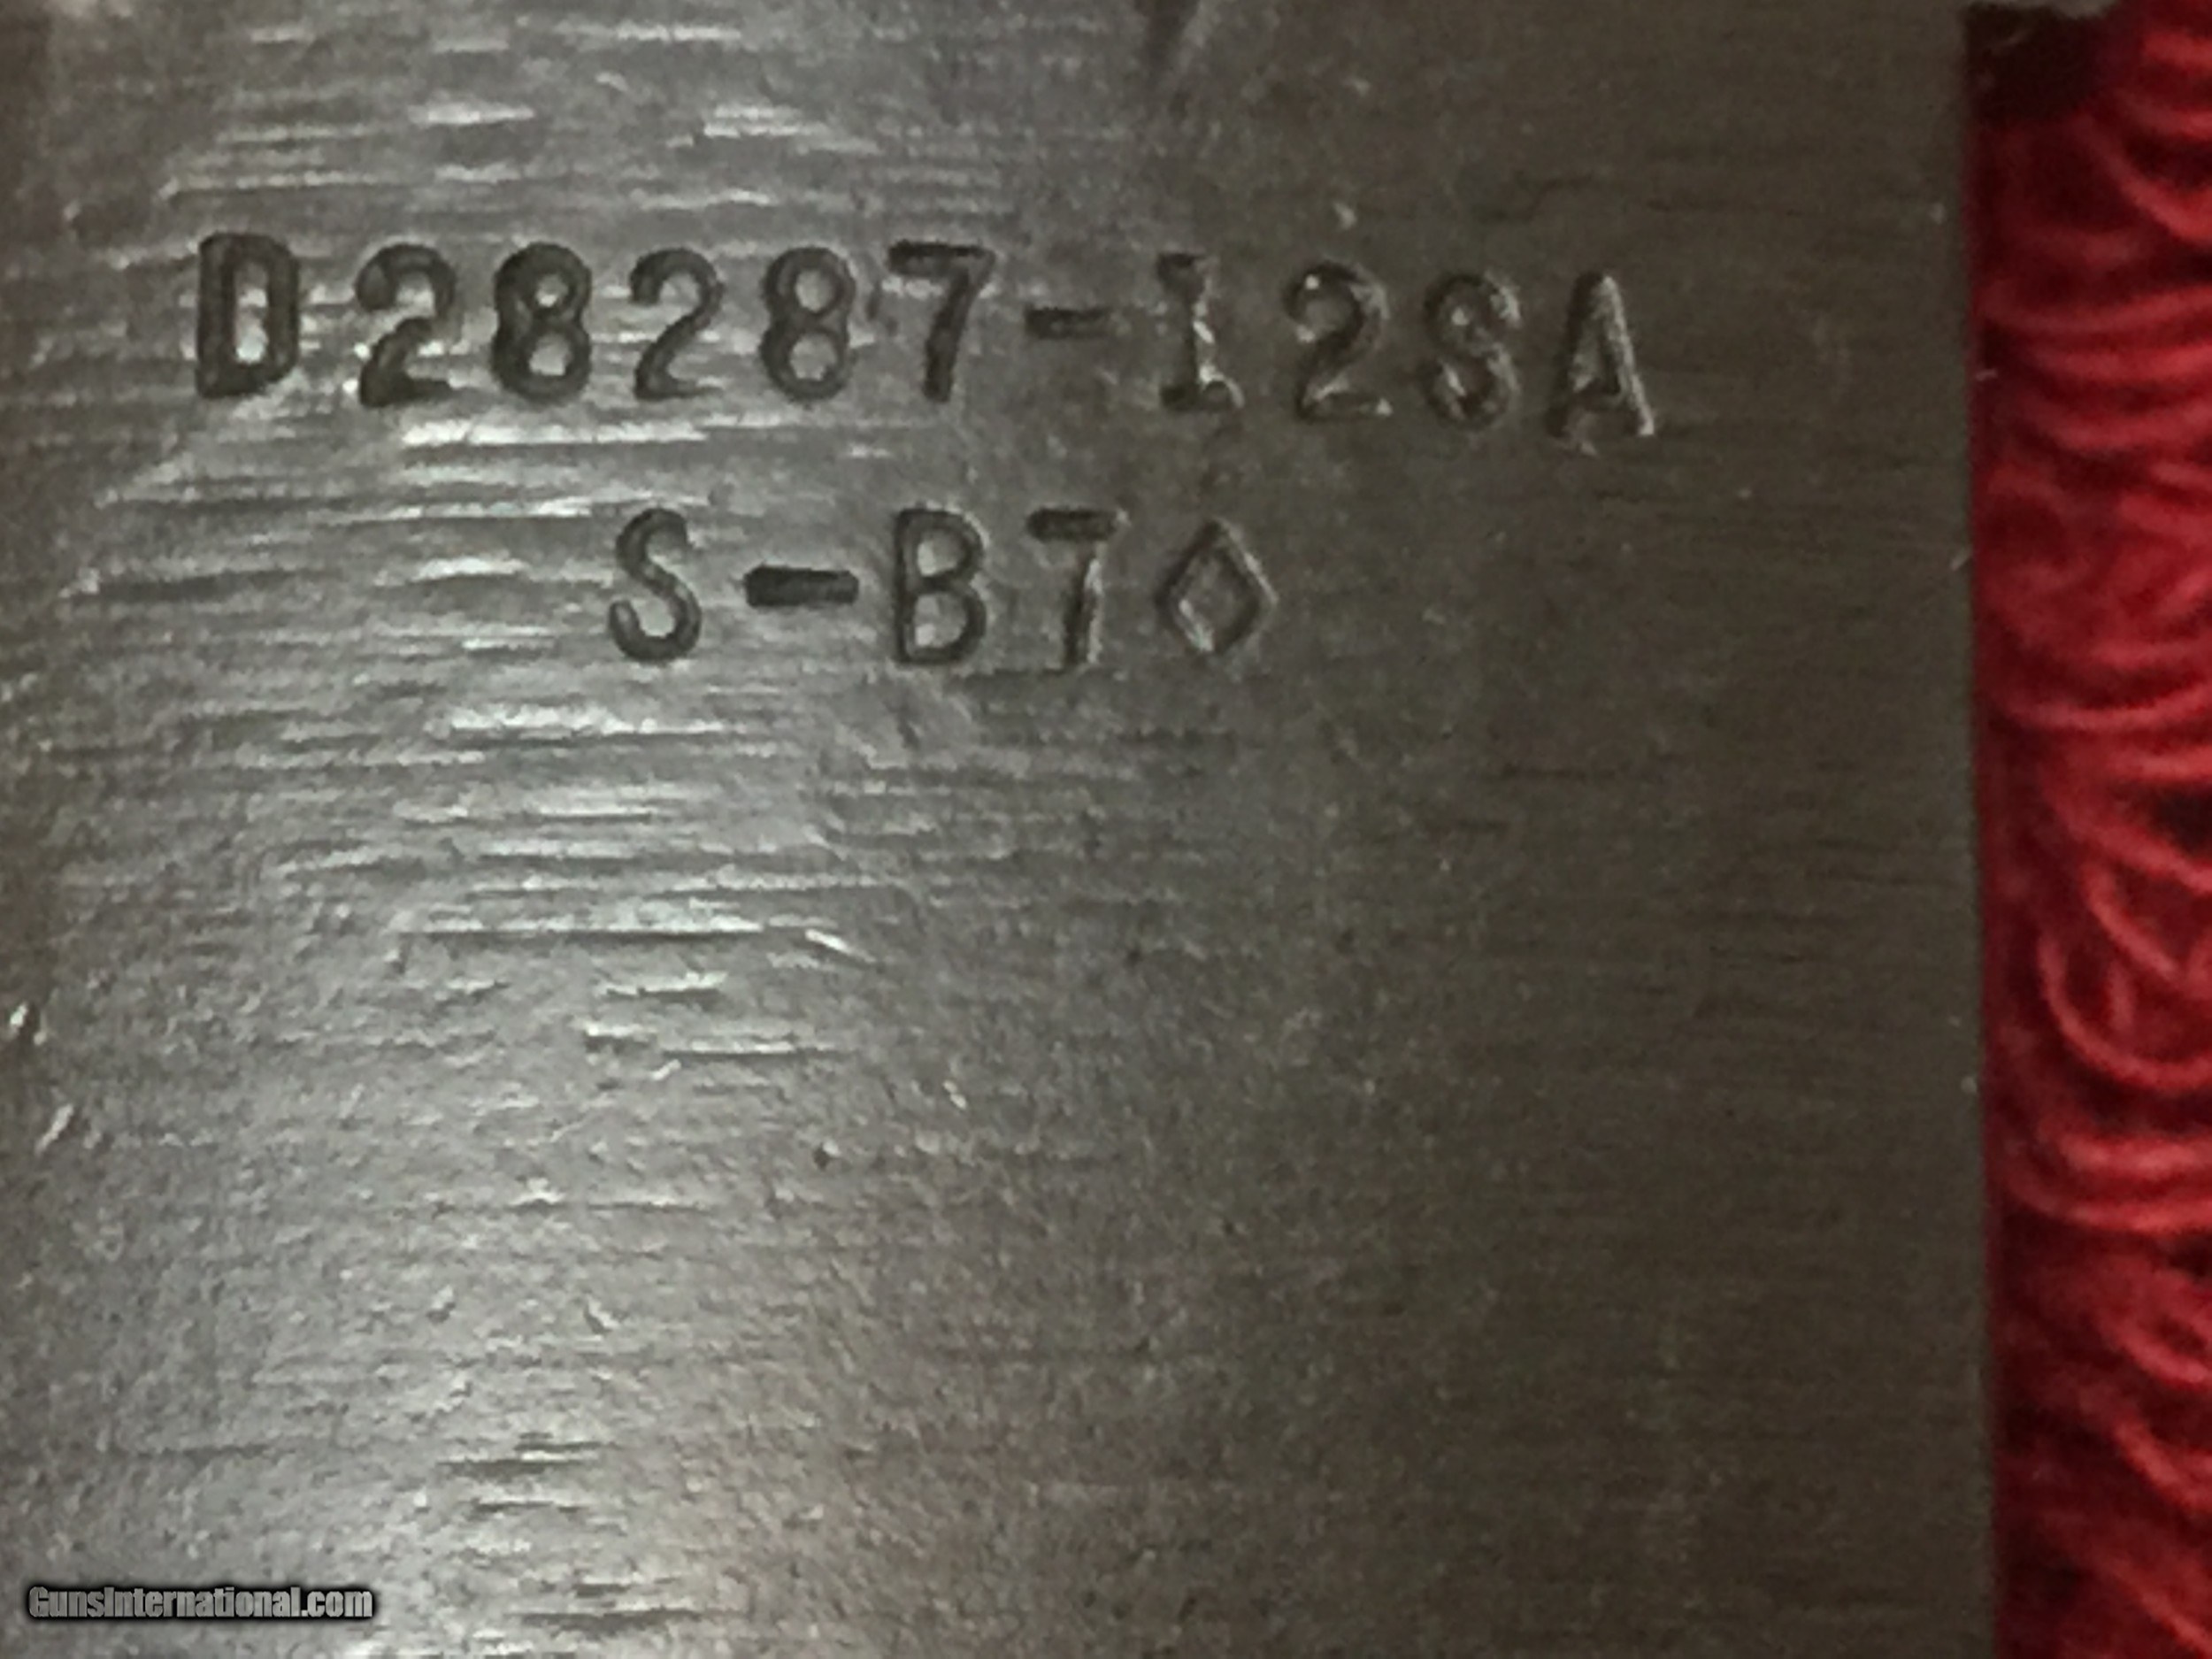 D28287-12SA
S-B7◊
GunsInternational.com